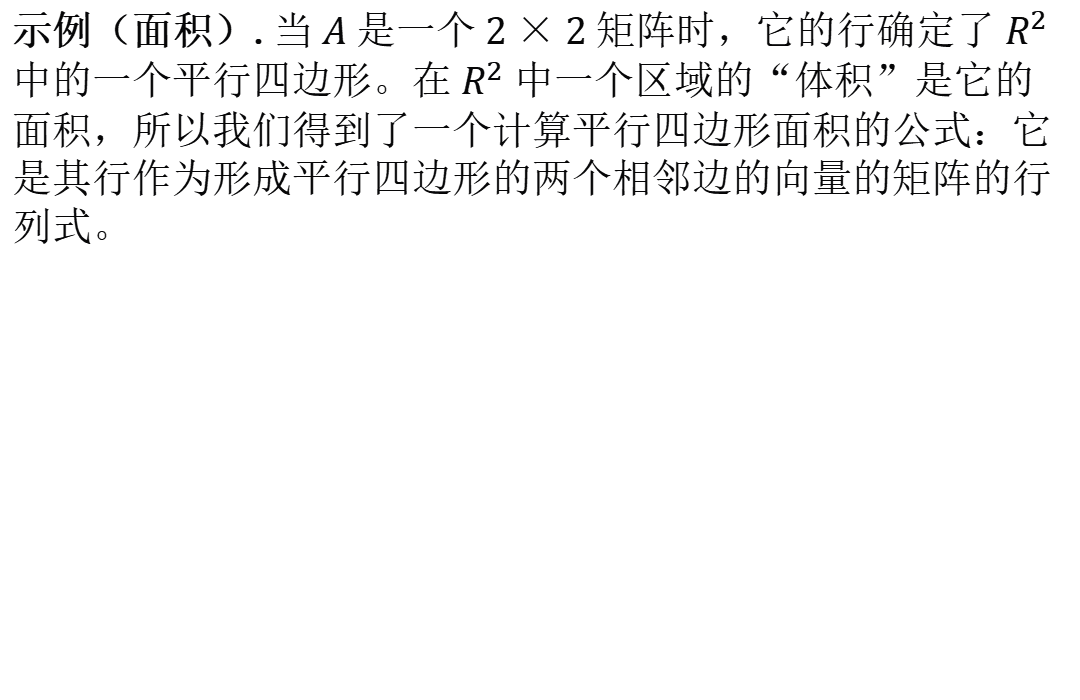 示例（面积）. 当 A 是一个 2 × 2 矩阵时，它的行确定了 R²
中的一个平行四边形。在 R² 中一个区域的“体积”是它的
面积，所以我们得到了一个计算平行四边形面积的公式：它
是其行作为形成平行四边形的两个相邻边的向量的矩阵的行
列式。